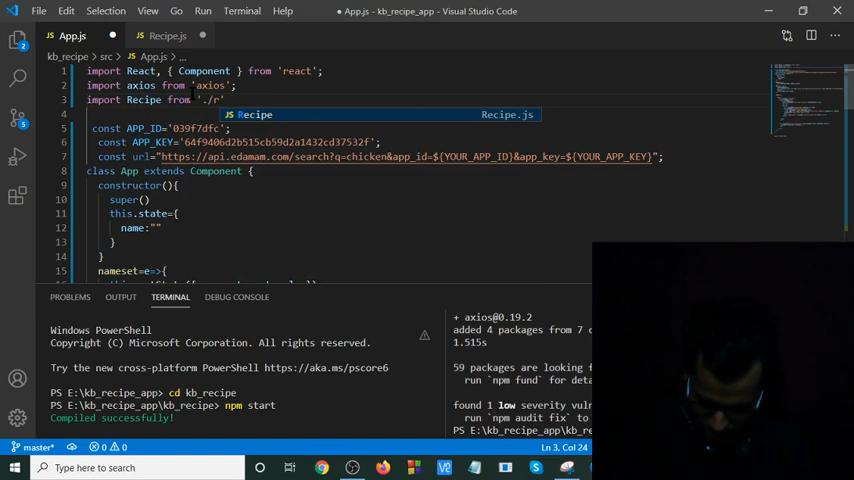 File Edit Selection View Go Run Terminal Help ● App.js - kb_recipe_app - Visual Studio Code
App.js Recipe.js
kb_recipe > src > App.js > ...
1 import React, { Component } from 'react';
2 import axios from 'axios';
3 import Recipe from './r'
Recipe Recipe.js
4
5 const APP_ID='039f7dfc';
6 const APP_KEY='64f9406d2b515cb59d2a1432cd37532f';
7 const url="https://api.edamam.com/search?q=chicken&app_id=${YOUR_APP_ID}&app_key=${YOUR_APP_KEY}";
8 class App extends Component {
9 constructor(){
10 super()
11 this.state={
12 name:""
13 }
14 }
15 nameset=e=>{
PROBLEMS OUTPUT TERMINAL DEBUG CONSOLE
Windows PowerShell
Copyright (C) Microsoft Corporation. All rights reserved.
Try the new cross-platform PowerShell https://aka.ms/pscore6
PS E:\kb_recipe_app> cd kb_recipe
PS E:\kb_recipe_app\kb_recipe> npm start
Compiled successfully!
+ axios@0.19.2
added 4 packages from 7
1.515s
59 packages are looking
run `npm fund` for
found 1 low severity
run `npm audit fix` to
PS E:\kb_recipe_app\kb
master* 0 0 Ln 3, Col 24
Type here to search